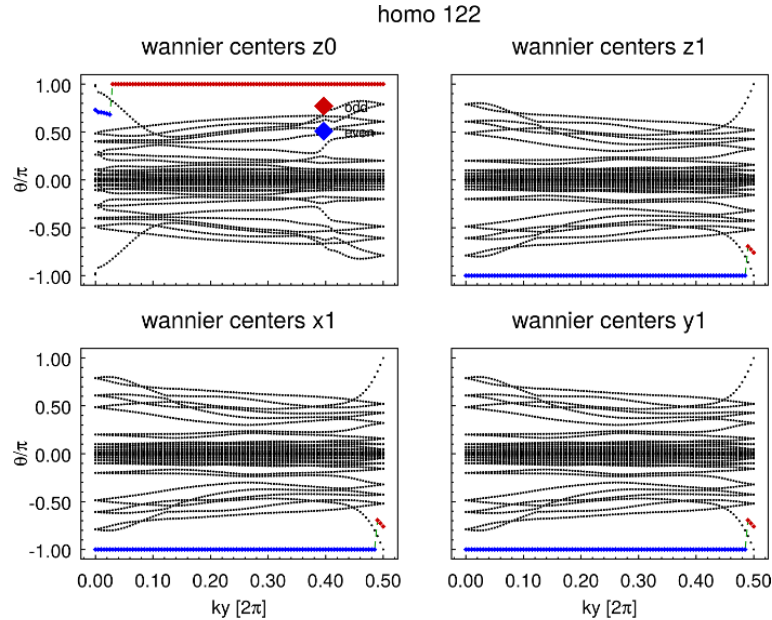 homo 122
wannier centers z0
wannier centers z1
1.00
odd
0.50
even
0.00
-0.50
-1.00
θ/π
wannier centers x1
wannier centers y1
1.00
0.50
0.00
-0.50
-1.00
θ/π
0.00 0.10 0.20 0.30 0.40 0.50
0.00 0.10 0.20 0.30 0.40 0.50
ky [2π]
ky [2π]